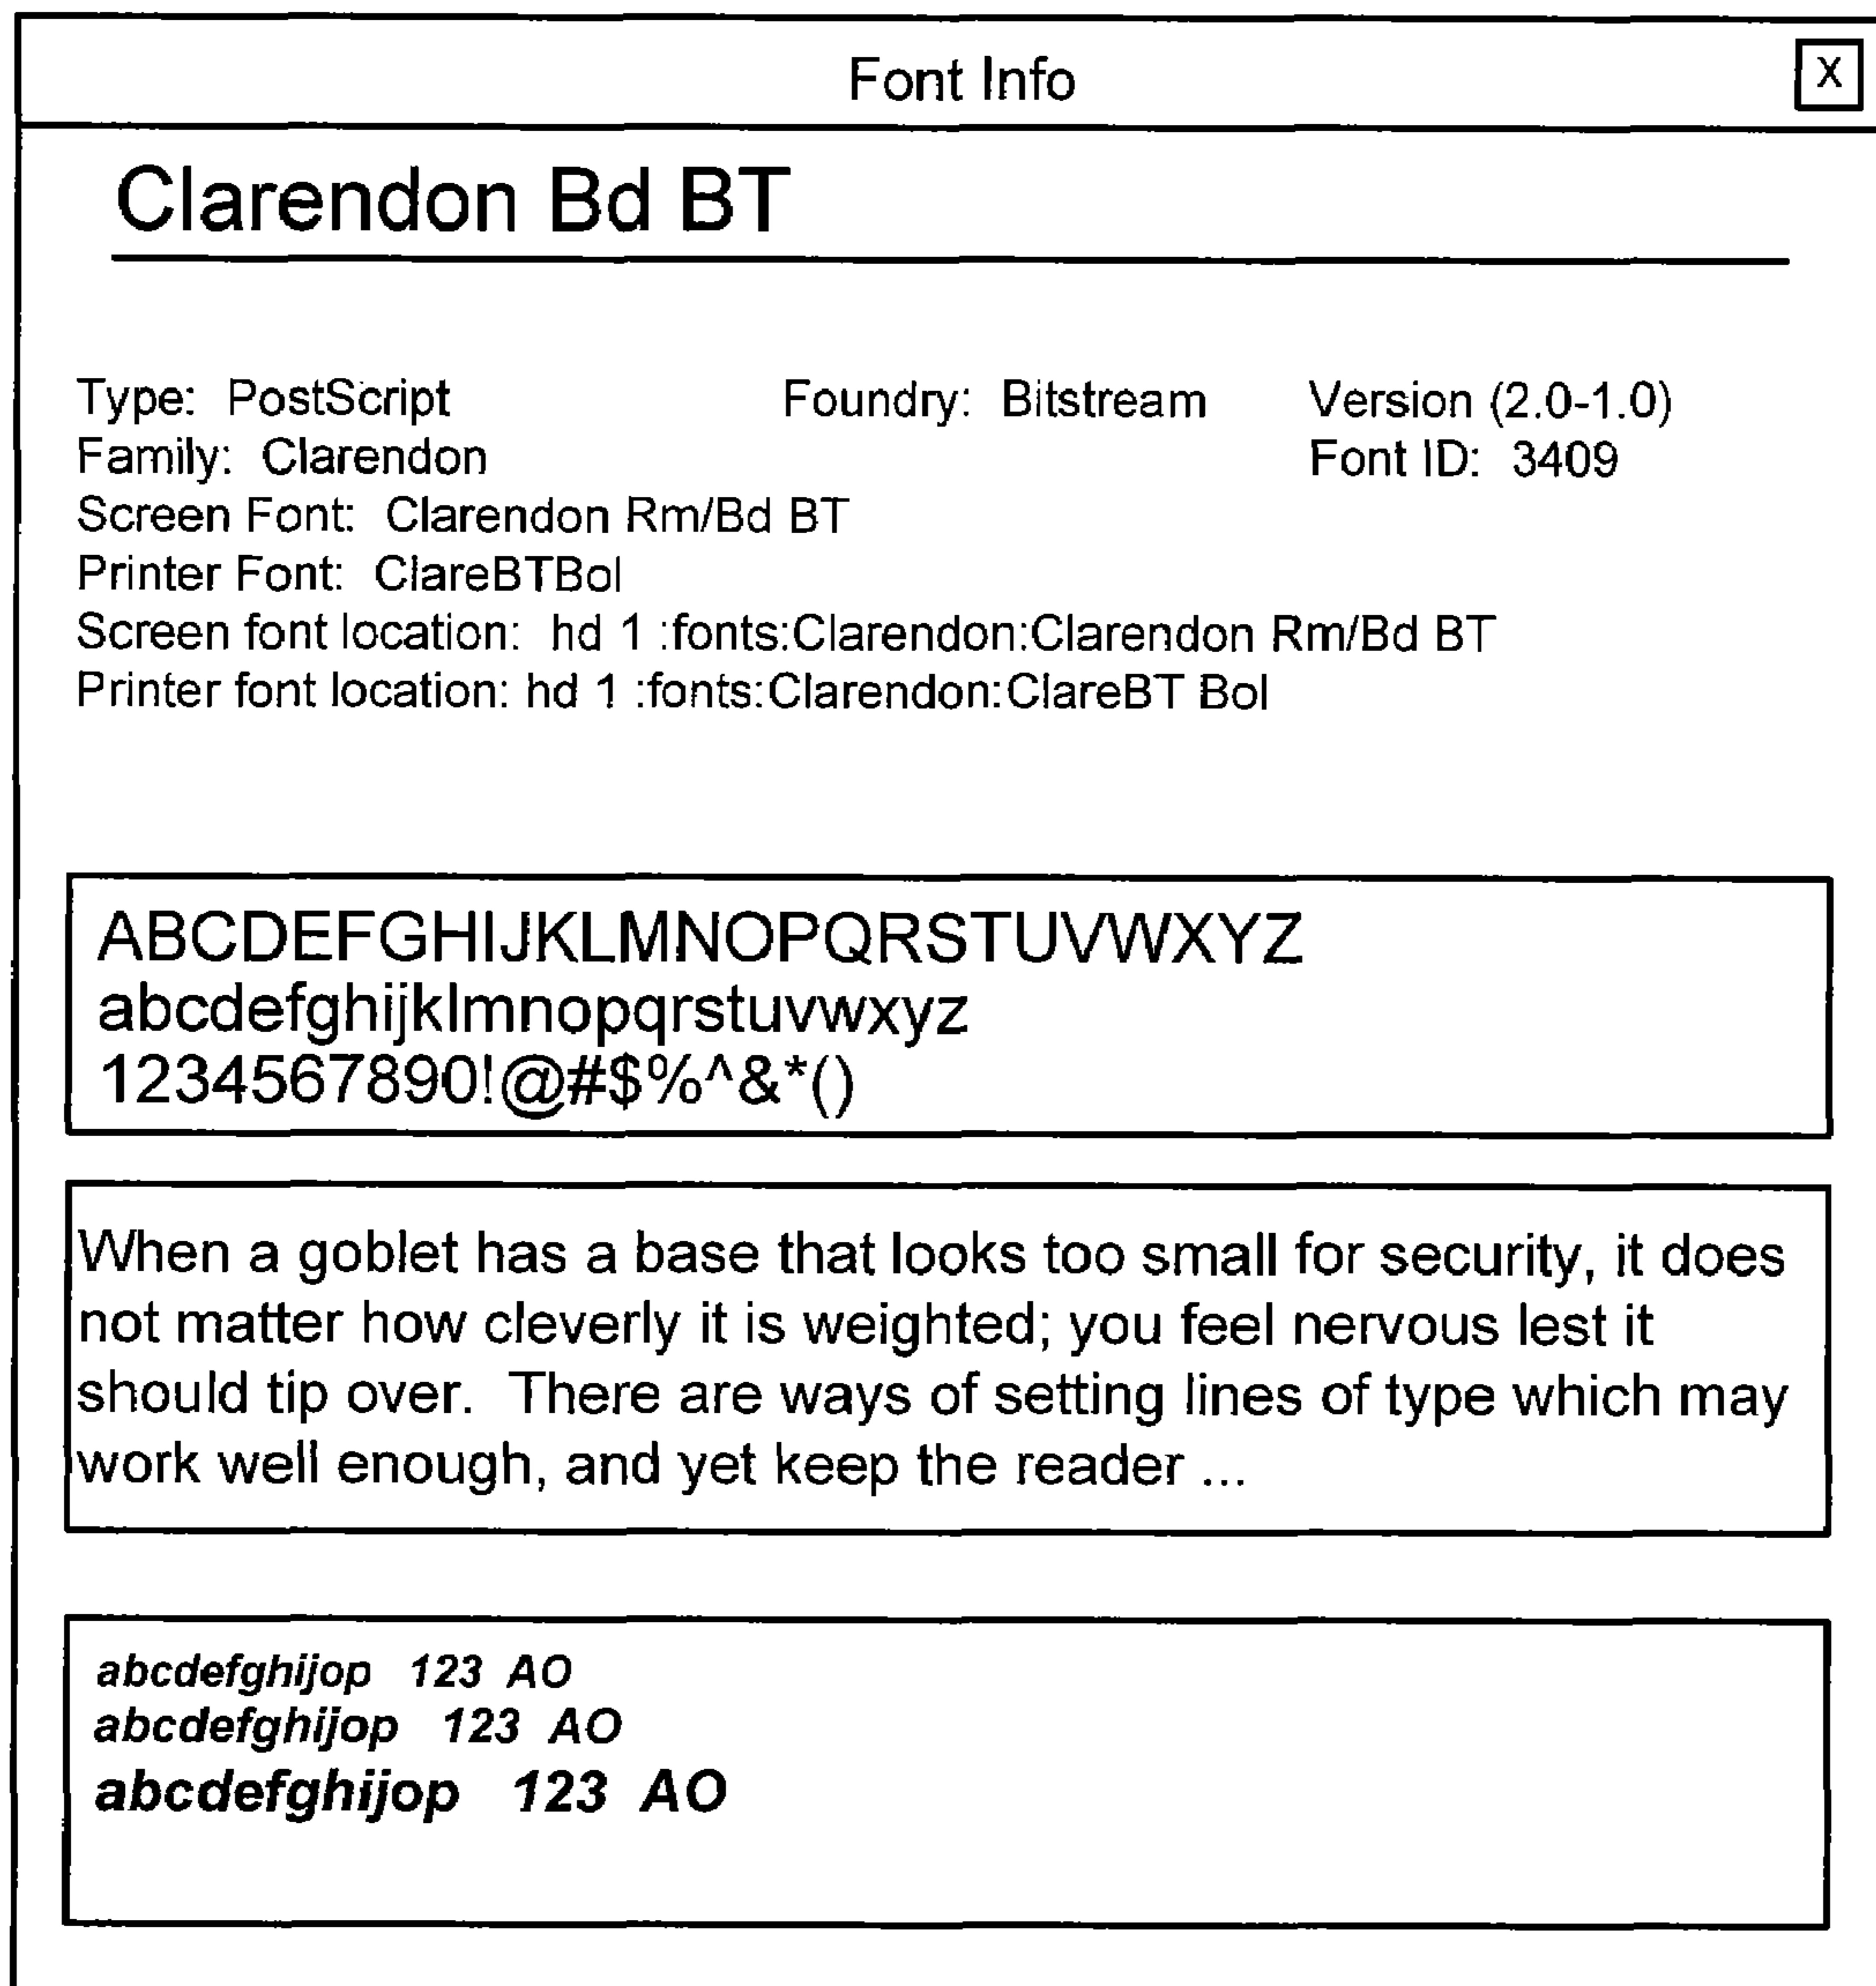 Font Info
X
Clarendon Bd BT
Type: PostScript Foundry: Bitstream Version (2.0-1.0)
Family: Clarendon Font ID: 3409
Screen Font: Clarendon Rm/Bd BT
Printer Font: ClareBTBol
Screen font location: hd 1 :fonts:Clarendon:Clarendon Rm/Bd BT
Printer font location: hd 1 :fonts:Clarendon:ClareBT Bol
ABCDEFGHIJKLMNOPQRSTUVWXYZ
abcdefghijklmnopqrstuvwxyz
1234567890!@#$%^&*()
When a goblet has a base that looks too small for security, it does
not matter how cleverly it is weighted; you feel nervous lest it
should tip over. There are ways of setting lines of type which may
work well enough, and yet keep the reader ...
abcdefghijop 123 AO
abcdefghijop 123 AO
abcdefghijop 123 AO